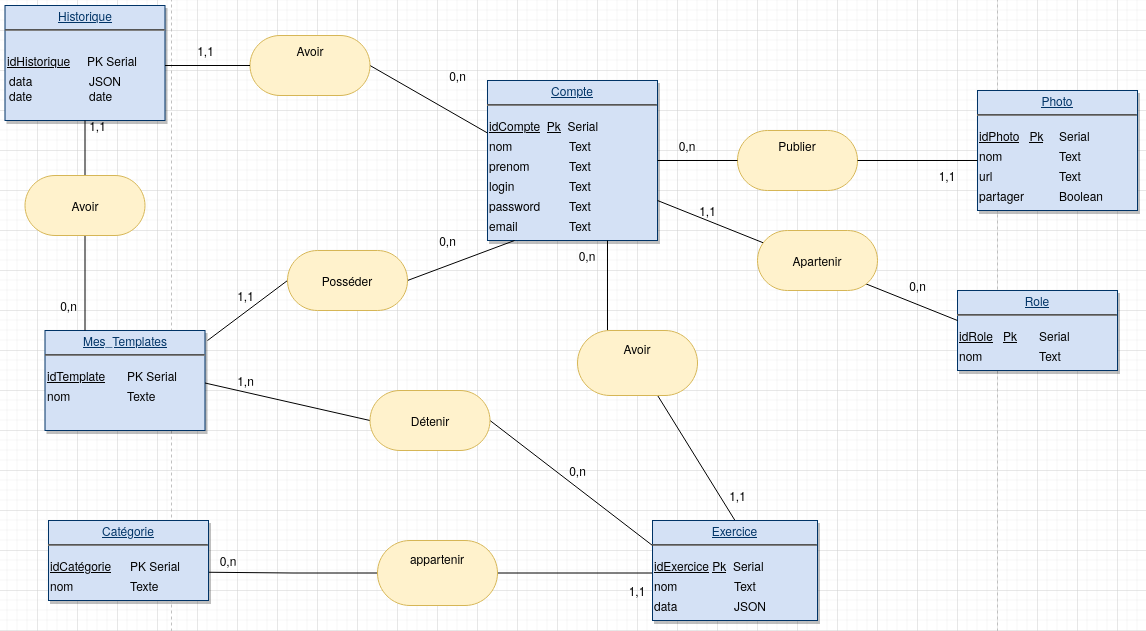 Historique
idHistorique PK Serial
data JSON
date date
1,1
Avoir
0,n
Compte
idCompte Pk Serial
nom Text
prenom Text
login Text
password Text
email Text
0,n
Publier
1,1
Photo
idPhoto Pk Serial
nom Text
url Text
partager Boolean
1,1
Avoir
0,n
0,n
Posséder
1,1
1,1
Apartenir
0,n
Role
idRole Pk Serial
nom Text
0,n
Avoir
1,1
Mes_Templates
idTemplate PK Serial
nom Texte
1,n
Détenir
0,n
Catégorie
idCatégorie PK Serial
nom Texte
0,n
appartenir
1,1
Exercice
idExercice Pk Serial
nom Text
data JSON